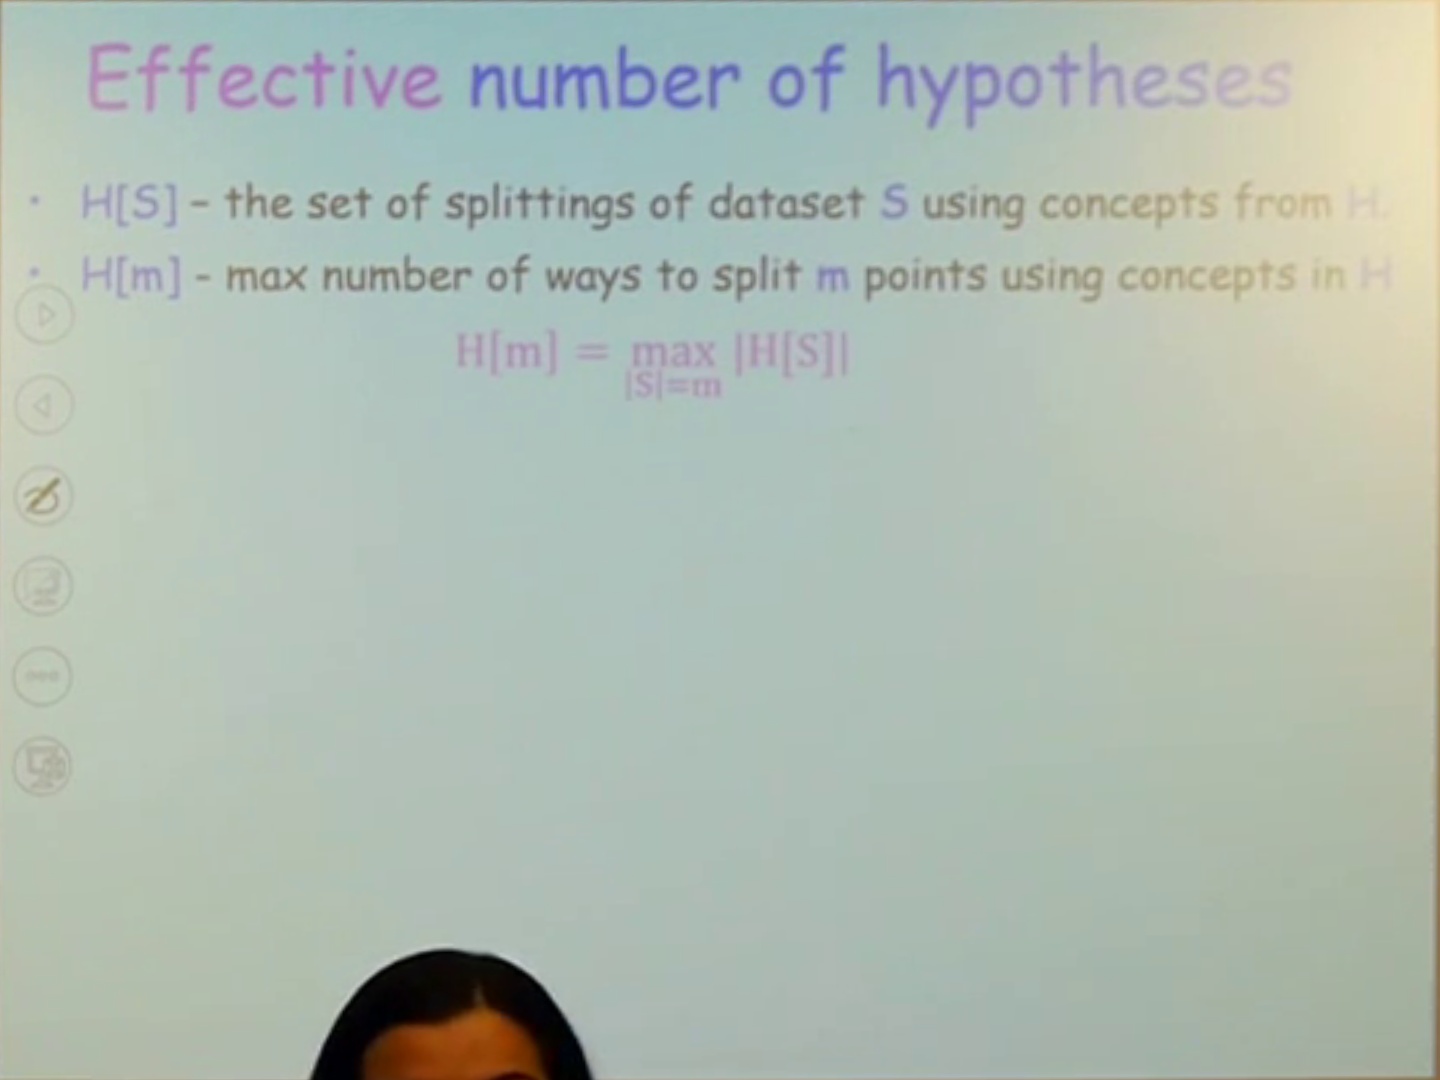 Effective number of hypotheses
• H[S] – the set of splittings of dataset S using concepts from H.
• H[m] - max number of ways to split m points using concepts in H
H[m] = max |H[S]|
|S|=m